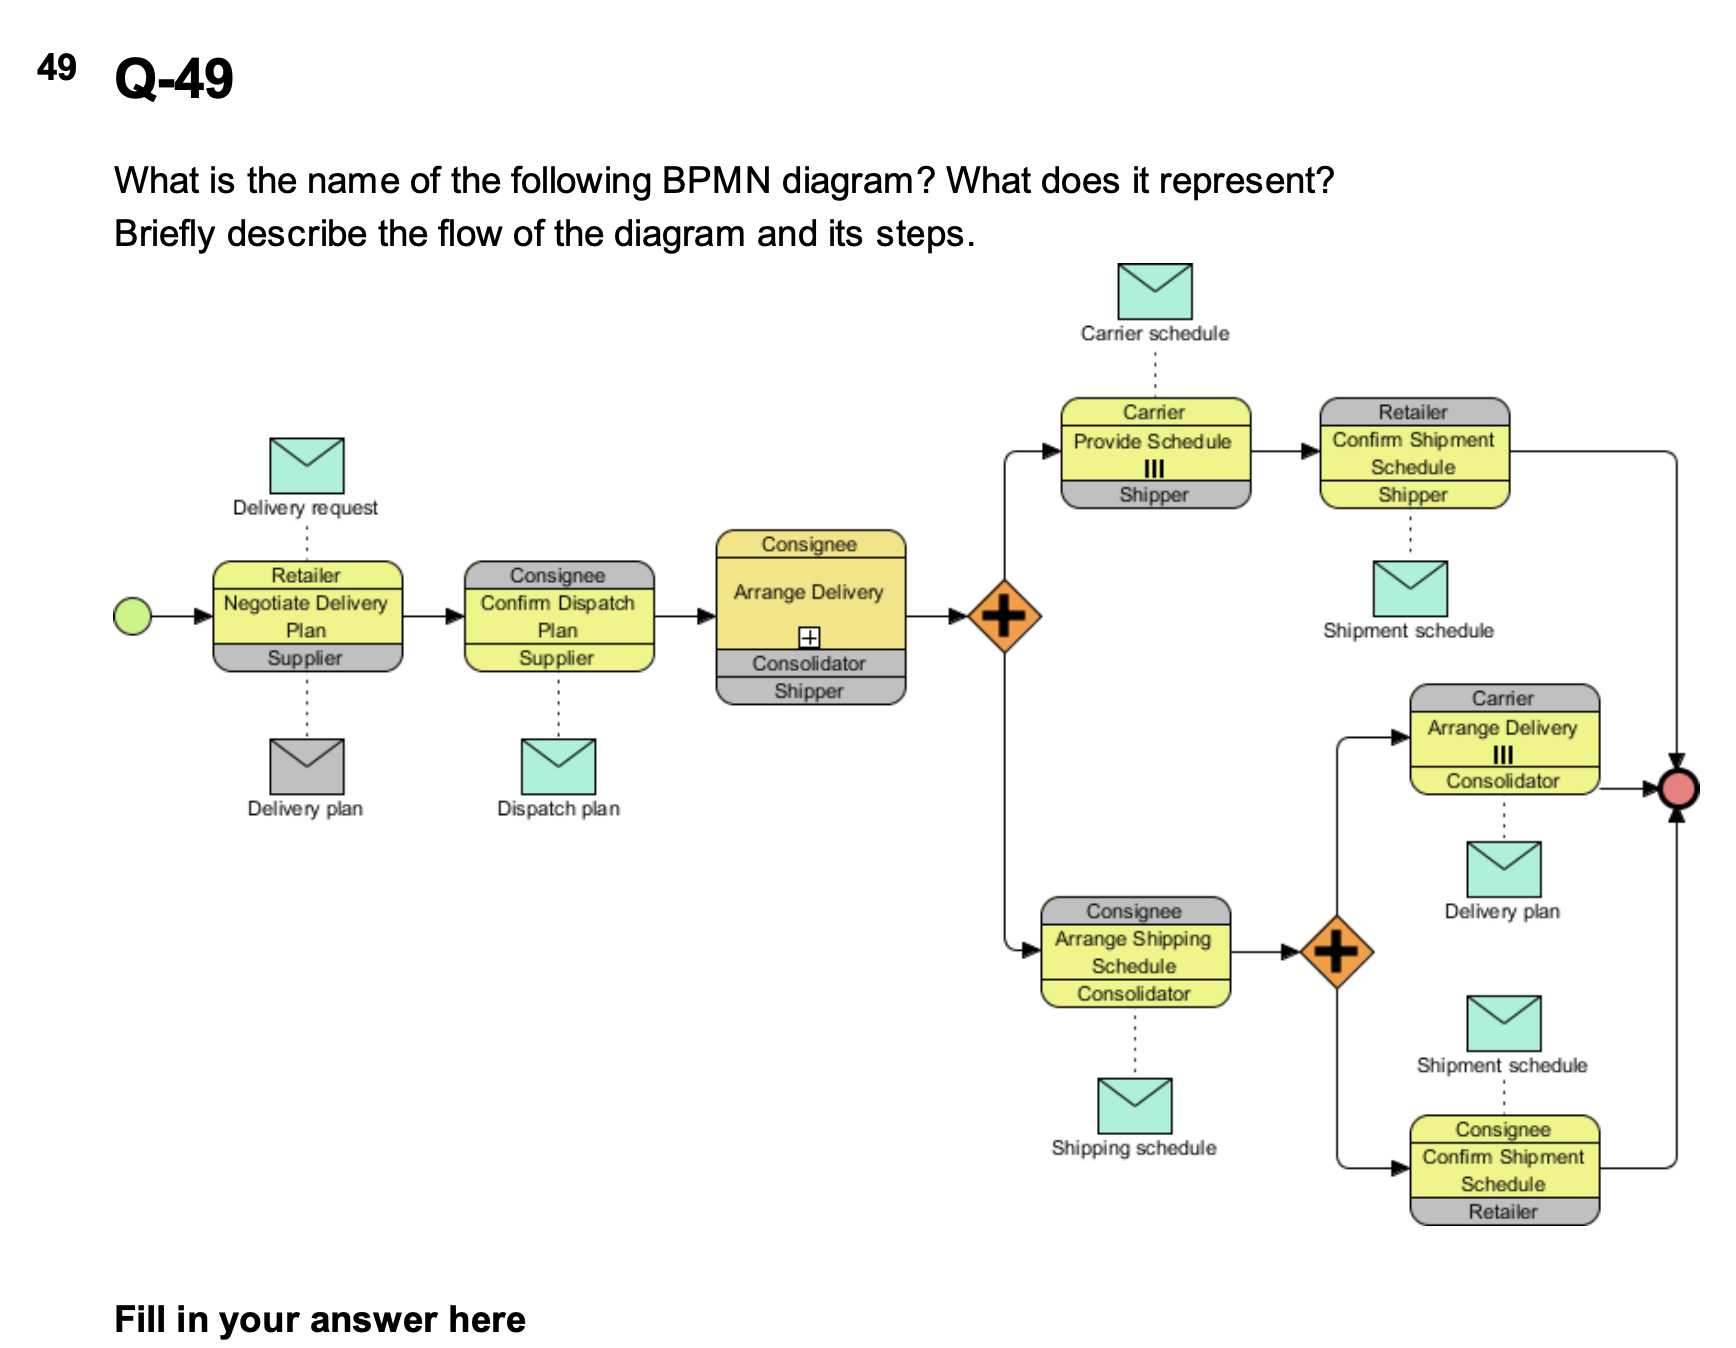 49 Q-49
What is the name of the following BPMN diagram? What does it represent?
Briefly describe the flow of the diagram and its steps.
Carrier schedule
Carrier
Provide Schedule
Shipper
Retailer
Confirm Shipment
Schedule
Shipper
Shipment schedule
Delivery request
Retailer
Negotiate Delivery
Plan
Supplier
Delivery plan
Consignee
Confirm Dispatch
Plan
Supplier
Dispatch plan
Consignee
Arrange Delivery
Consolidator
Shipper
Carrier
Arrange Delivery
Consolidator
Delivery plan
Consignee
Arrange Shipping
Schedule
Consolidator
Shipping schedule
Shipment schedule
Consignee
Confirm Shipment
Schedule
Retailer
Fill in your answer here